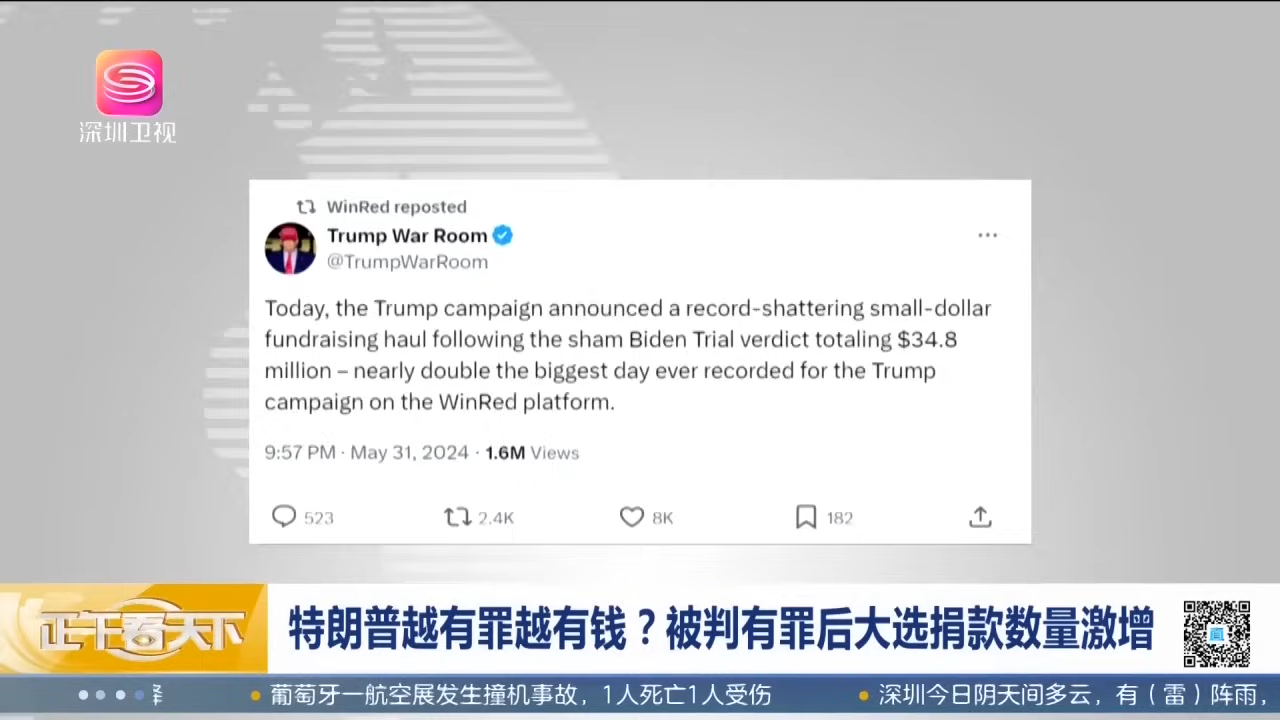 深圳卫视
WinRed reposted
Trump War Room
@TrumpWarRoom
Today, the Trump campaign announced a record-shattering small-dollar
fundraising haul following the sham Biden Trial verdict totaling $34.8
million – nearly double the biggest day ever recorded for the Trump
campaign on the WinRed platform.
9:57 PM · May 31, 2024 · 1.6M Views
523 2.4K 8K 182
正午看天下
特朗普越有罪越有钱？被判有罪后大选捐款数量激增
葡萄牙一航空展发生撞机事故，1人死亡1人受伤 深圳今日阴天间多云，有（雷）阵雨，